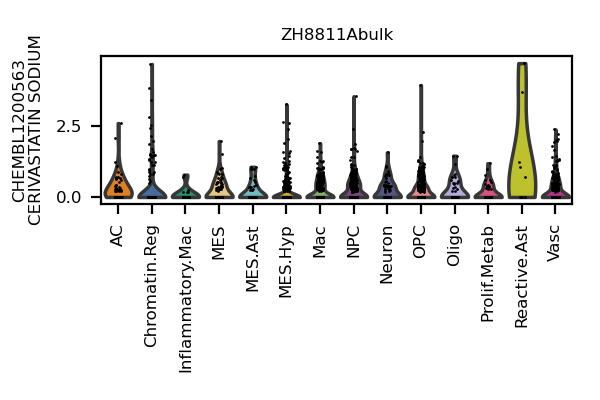 ZH8811Abulk
CHEMBL1200563
CERIVASTATIN SODIUM
2.5
0.0
AC
Chromatin.Reg
Inflammatory.Mac
MES
MES.Ast
MES.Hyp
Mac
NPC
Neuron
OPC
Oligo
Prolif.Metab
Reactive.Ast
Vasc